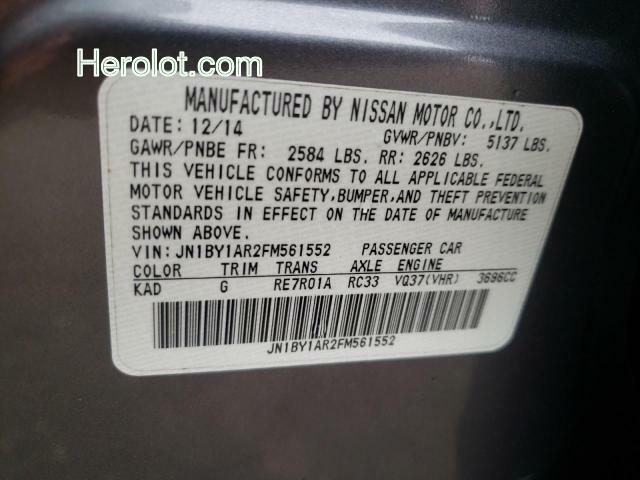 Herolot.com
MANUFACTURED BY NISSAN MOTOR CO.,LTD.
DATE: 12/14 GVWR/PNBV: 5137 LBS.
GAWR/PNBE FR: 2584 LBS. RR: 2626 LBS.
THIS VEHICLE CONFORMS TO ALL APPLICABLE FEDERAL
MOTOR VEHICLE SAFETY,BUMPER,AND THEFT PREVENTION
STANDARDS IN EFFECT ON THE DATE OF MANUFACTURE
SHOWN ABOVE.
VIN:JN1BY1AR2FM561552 PASSENGER CAR
COLOR TRIM TRANS AXLE ENGINE
KAD G RE7R01A RC33 VQ37(VHR) 3696CC
JN1BY1AR2FM561552